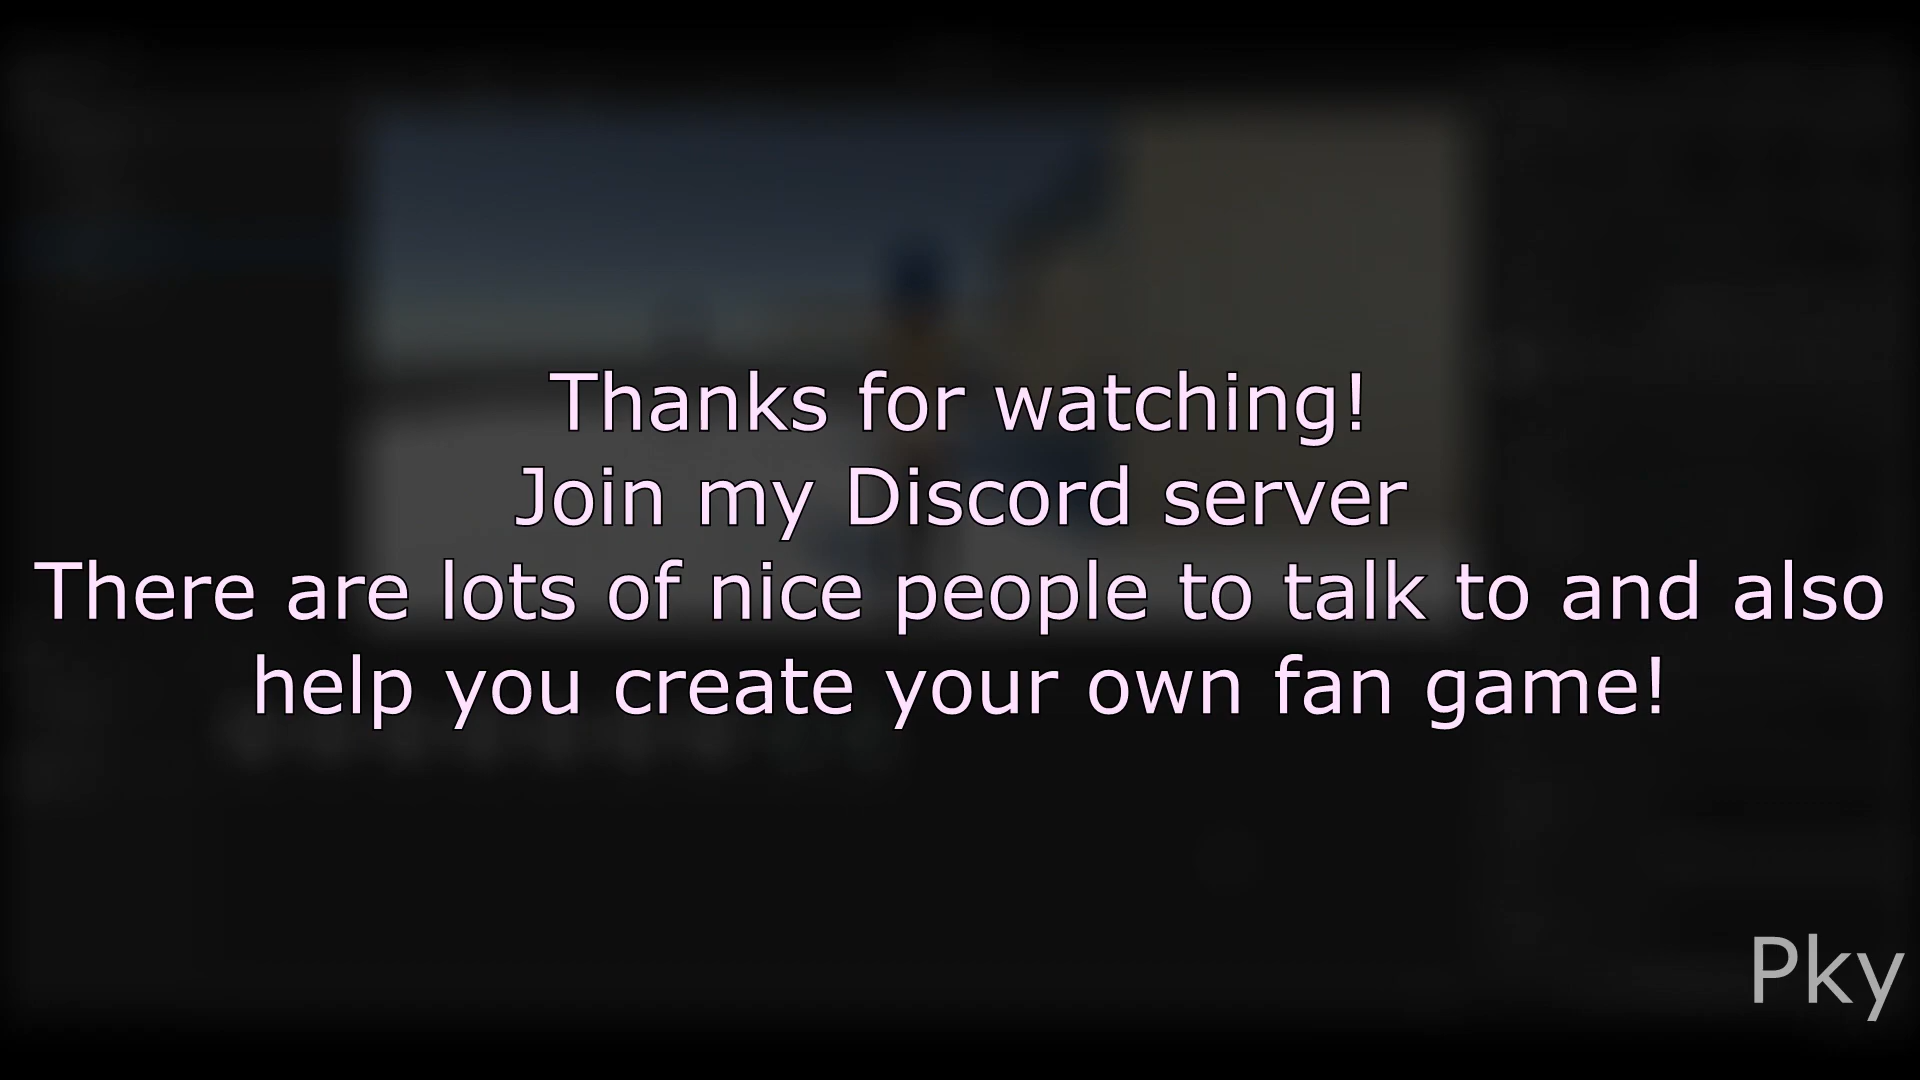 Thanks for watching!
Join my Discord server
There are lots of nice people to talk to and also
help you create your own fan game!
Pky